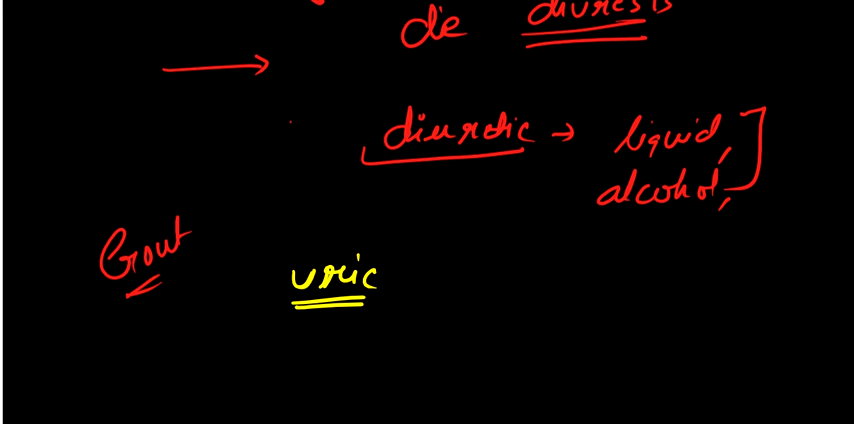 de diuresis
→ diuretic → liquid,
alcohol,
Gout
uric